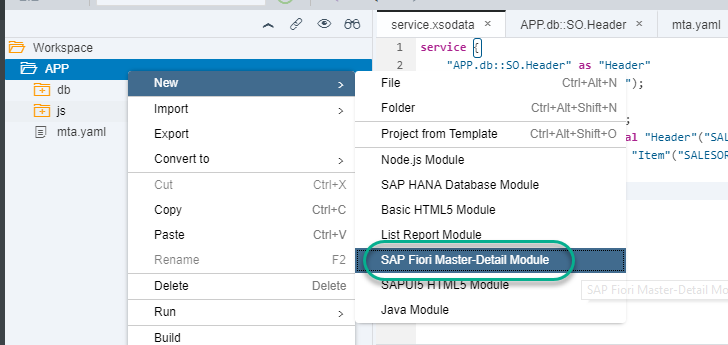 service.xsodata ×
APP.db::SO.Header ×
mta.yaml
Workspace
APP
db
js
mta.yaml
1 service {
2 "APP.db::SO.Header" as "Header"
");
;
al "Header"("SAL
"Item"("SALESOR
New >
Import >
Export
Convert to >
Cut Ctrl+X
Copy Ctrl+C
Paste Ctrl+V
Rename F2
Delete Delete
Run >
Build
File Ctrl+Alt+N
Folder Ctrl+Alt+Shift+N
Project from Template Ctrl+Alt+Shift+O
Node.js Module
SAP HANA Database Module
Basic HTML5 Module
List Report Module
SAP Fiori Master-Detail Module
SAPUI5 HTML5 Module
Java Module
SAP Fiori Master-Detail Mo